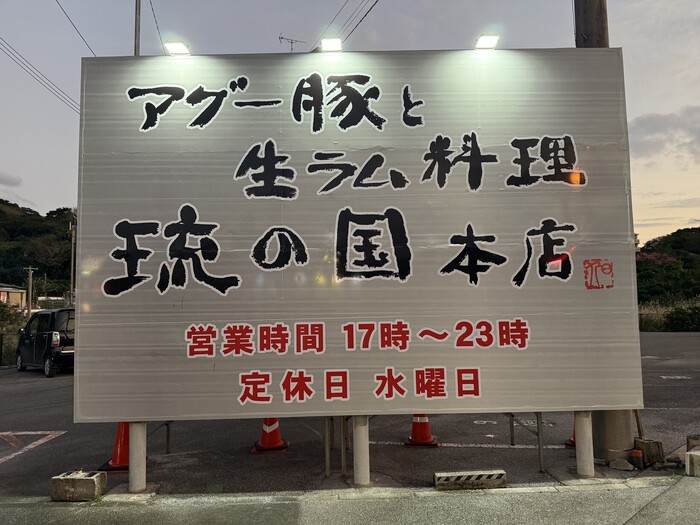 アグー豚と
生ラム料理
琉の国 本店
営業時間 17時～23時
定休日 水曜日